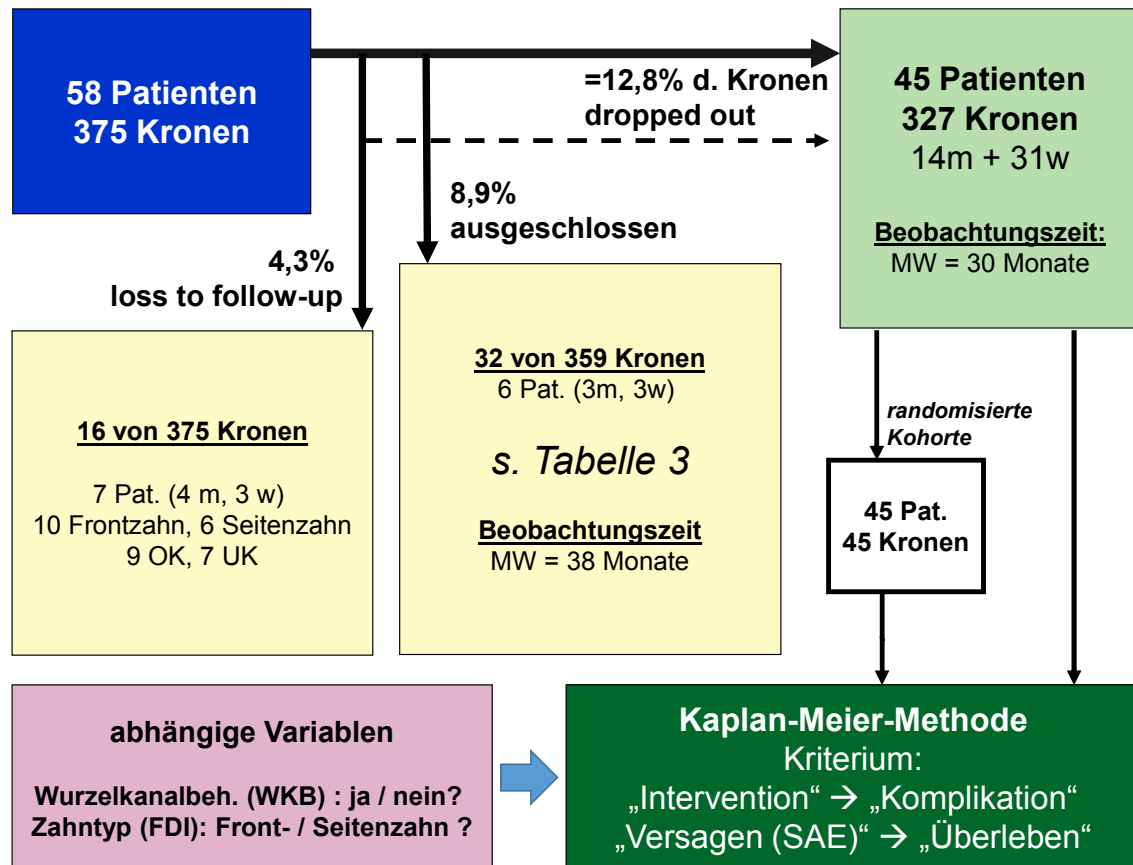 58 Patienten
375 Kronen
=12,8% d. Kronen
dropped out
45 Patienten
327 Kronen
14m + 31w
Beobachtungszeit:
MW = 30 Monate
8,9%
ausgeschlossen
4,3%
loss to follow-up
16 von 375 Kronen
7 Pat. (4 m, 3 w)
10 Frontzahn, 6 Seitenzahn
9 OK, 7 UK
32 von 359 Kronen
6 Pat. (3m, 3w)
s. Tabelle 3
Beobachtungszeit
MW = 38 Monate
randomisierte
Kohorte
45 Pat.
45 Kronen
abhängige Variablen
Wurzelkanalbeh. (WKB) : ja / nein?
Zahntyp (FDI): Front- / Seitenzahn ?
Kaplan-Meier-Methode
Kriterium:
„Intervention“ → „Komplikation“
„Versagen (SAE)“ → „Überleben“